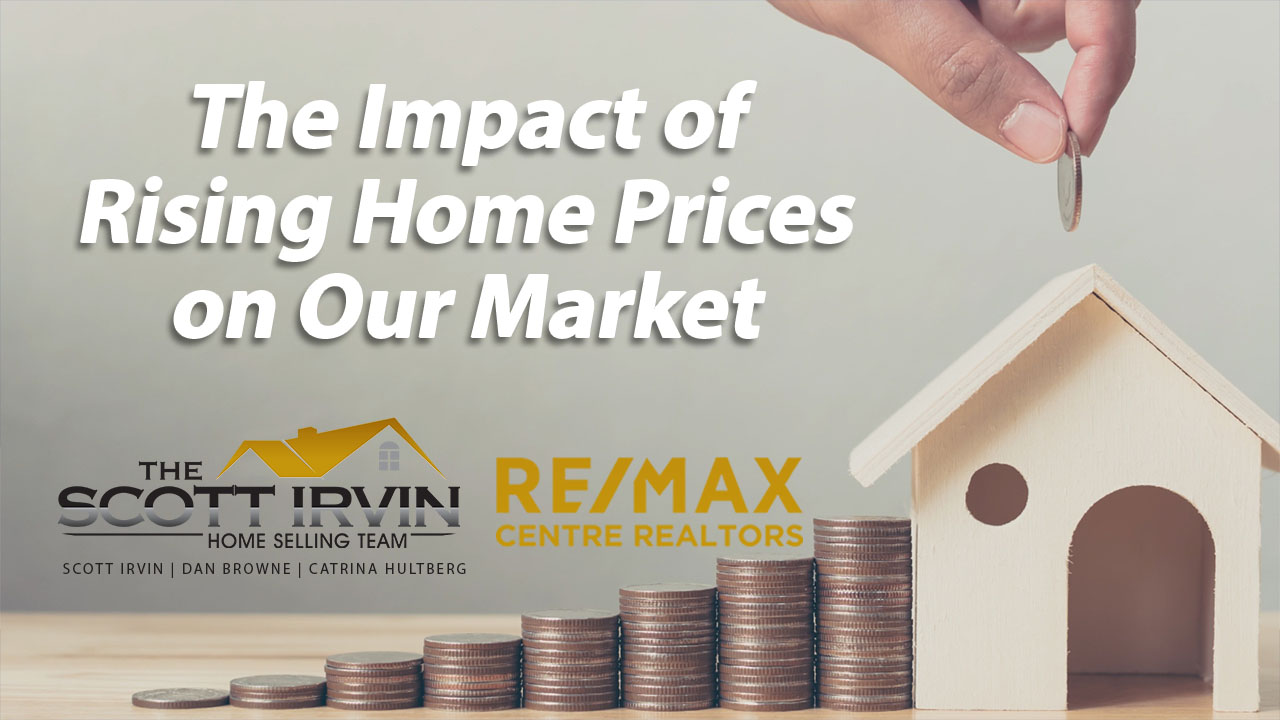 The Impact of
Rising Home Prices
on Our Market
THE
SCOTT IRVIN
HOME SELLING TEAM
SCOTT IRVIN | DAN BROWNE | CATRINA HULTBERG
RE/MAX
CENTRE REALTORS